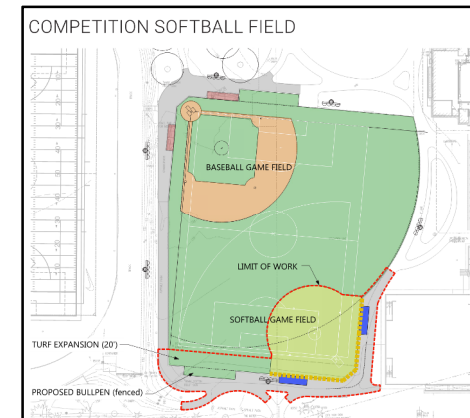 COMPETITION SOFTBALL FIELD
BASEBALL GAME FIELD
LIMIT OF WORK
SOFTBALL GAME FIELD
TURF EXPANSION (20')
PROPOSED BULLPEN (fenced)